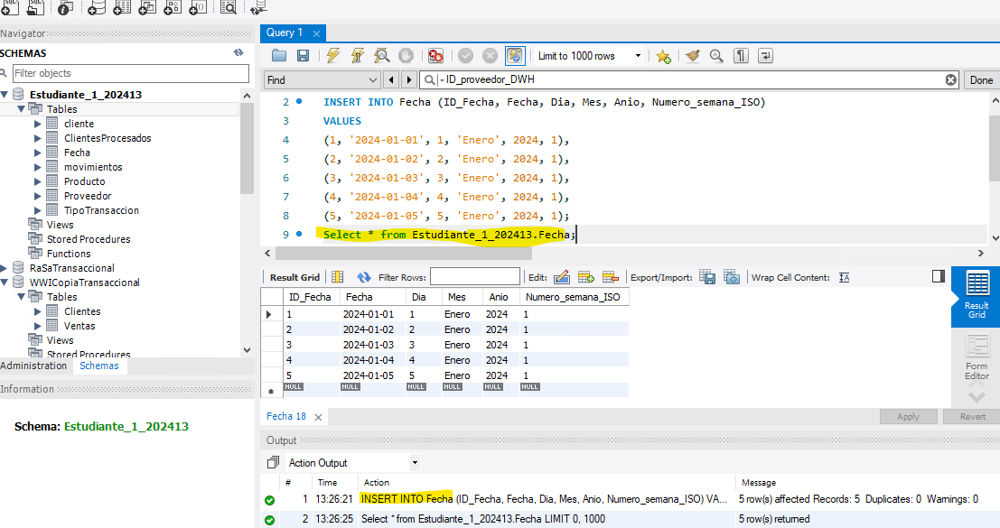 SQL SQL
Navigator
SCHEMAS
Filter objects
Estudiante_1_202413
Tables
cliente
ClientesProcesados
Fecha
movimientos
Producto
Proveedor
TipoTransaccion
Views
Stored Procedures
Functions
RaSaTransaccional
WWICopiaTransaccional
Tables
Clientes
Ventas
Views
Stored Procedures
Administration Schemas
Information
Schema: Estudiante_1_202413
Query 1
Limit to 1000 rows
Find ID_proveedor_DWH Done
2 INSERT INTO Fecha (ID_Fecha, Fecha, Dia, Mes, Anio, Numero_semana_ISO)
3 VALUES
4 (1, '2024-01-01', 1, 'Enero', 2024, 1),
5 (2, '2024-01-02', 2, 'Enero', 2024, 1),
6 (3, '2024-01-03', 3, 'Enero', 2024, 1),
7 (4, '2024-01-04', 4, 'Enero', 2024, 1),
8 (5, '2024-01-05', 5, 'Enero', 2024, 1);
9 Select * from Estudiante_1_202413.Fecha;
Result Grid Filter Rows: Edit: Export/Import: Wrap Cell Content: IA
ID_Fecha Fecha Dia Mes Anio Numero_semana_ISO
1 2024-01-01 1 Enero 2024 1
2 2024-01-02 2 Enero 2024 1
3 2024-01-03 3 Enero 2024 1
4 2024-01-04 4 Enero 2024 1
5 2024-01-05 5 Enero 2024 1
NULL NULL NULL NULL NULL NULL
Result
Grid
Form
Editor
Fecha 18 Apply Revert
Output
Action Output
# Time Action Message
1 13:26:21 INSERT INTO Fecha (ID_Fecha, Fecha, Dia, Mes, Anio, Numero_semana_ISO) VA... 5 row(s) affected Records: 5 Duplicates: 0 Warnings: 0
2 13:26:25 Select * from Estudiante_1_202413.Fecha LIMIT 0, 1000 5 row(s) returned